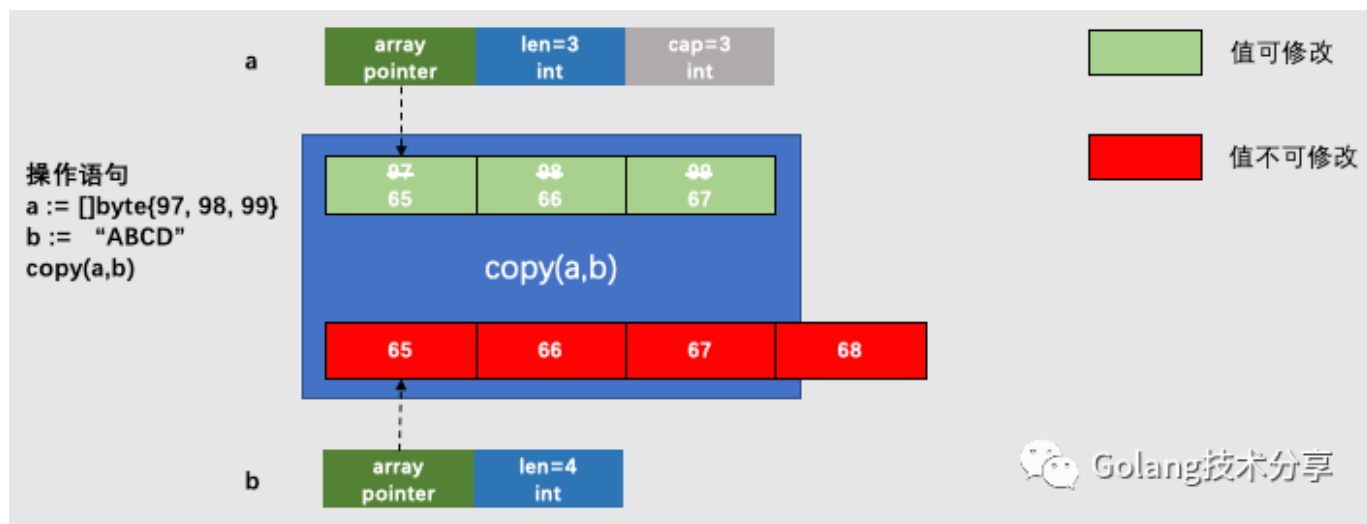 a
array
pointer
len=3
int
cap=3
int
值可修改
值不可修改
操作语句
a := []byte{97, 98, 99}
b := “ABCD”
copy(a,b)
97
65
98
66
99
67
copy(a,b)
65
66
67
68
b
array
pointer
len=4
int
Golang技术分享